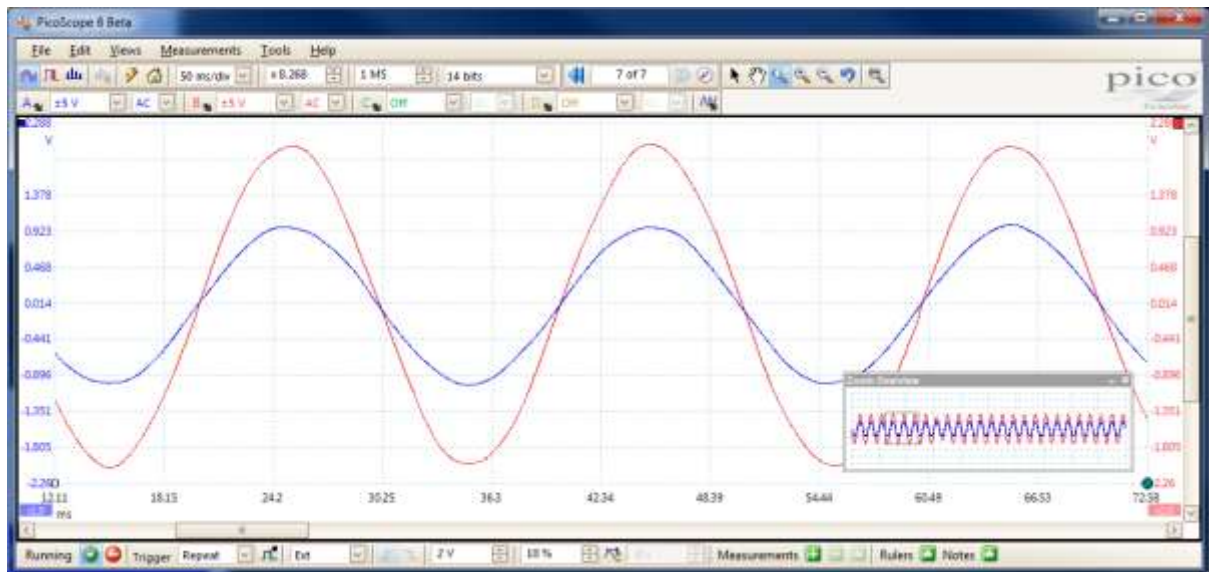 PicoScope 6 Beta
File Edit Views Measurements Tools Help
50 ms/div x 8.268 1 MS 14 bits 7 of 7 pico
A ±5 V AC B ±5 V AC C Off Off
2.288 2.288
V V
1.378 1.378
0.923 0.923
0.468 0.468
0.014 0.014
-0.441 -0.441
-0.896 -0.896
Zoom Overview
-1.351 -1.351
-1.805 -1.805
-2.260 -2.26
12.11 18.15 24.2 30.25 36.3 42.34 48.39 54.44 60.49 66.53 72.58
ms
Running Trigger Repeat Ext 2 V 18 % Measurements Rulers Notes